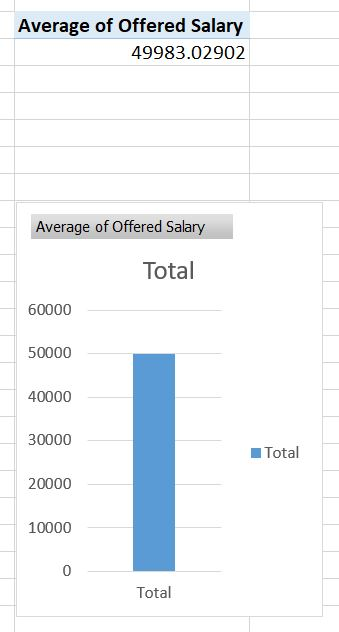 Average of Offered Salary
49983.02902
Average of Offered Salary
Total
60000
50000
40000
30000
20000
10000
0
Total
Total